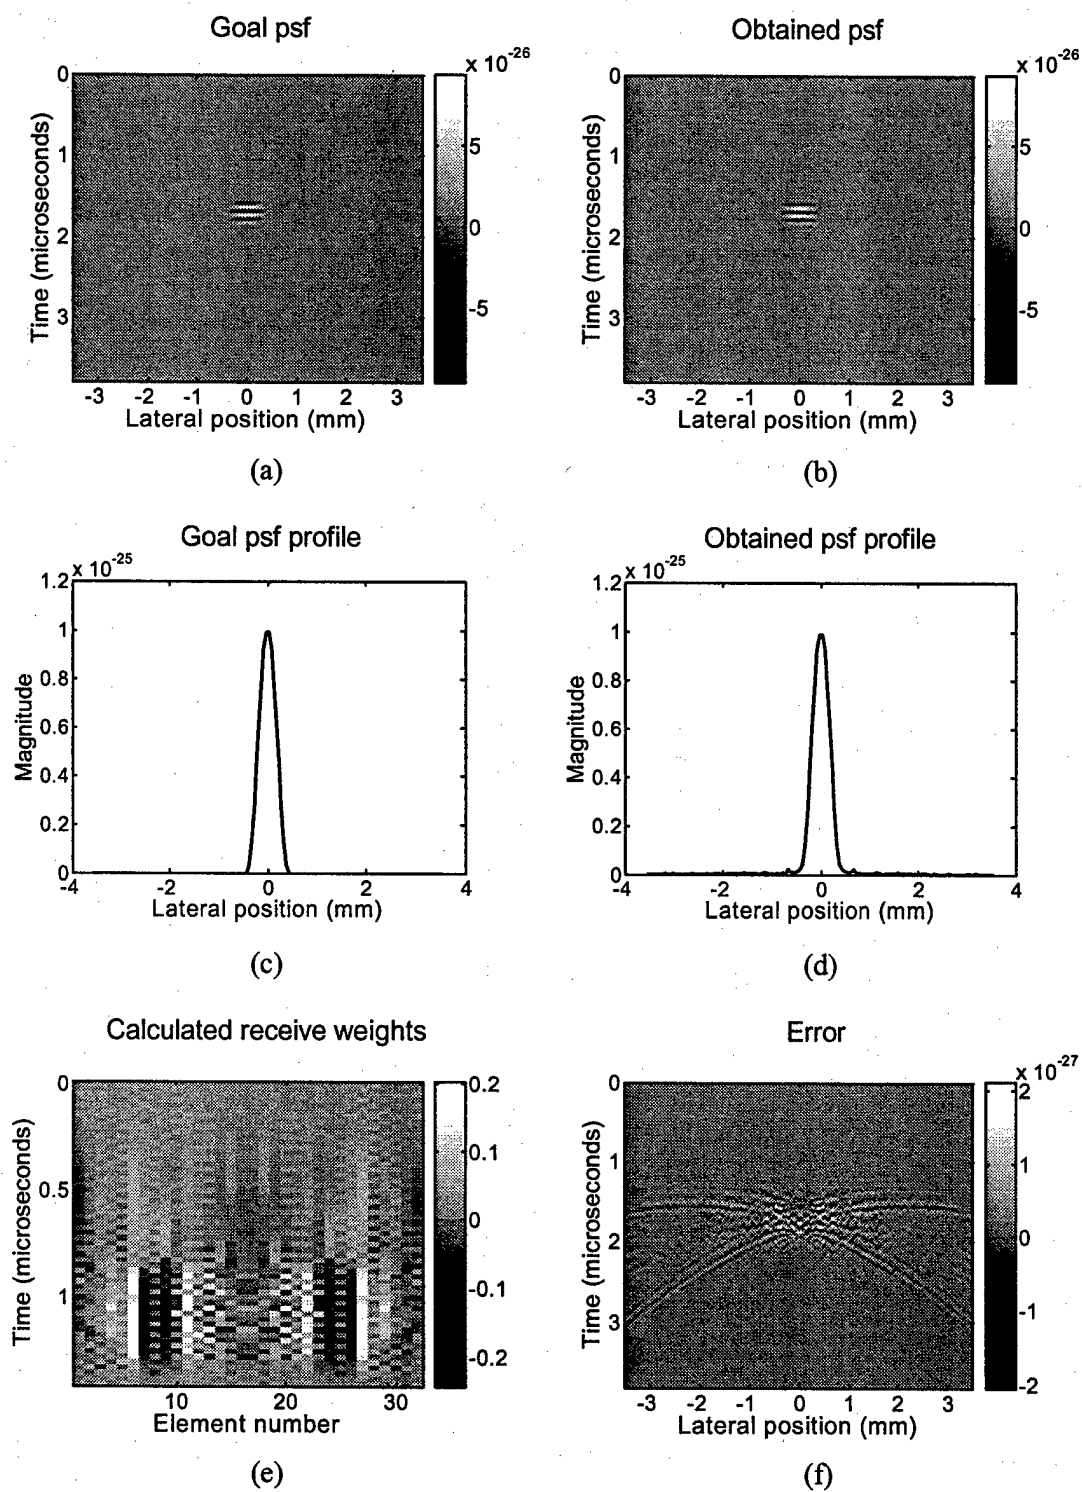 Goal psf
x 10-26
0
1
2
3
Time (microseconds)
-3 -2 -1 0 1 2 3
Lateral position (mm)
5
0
-5
(a)
Obtained psf
x 10-26
0
1
2
3
Time (microseconds)
-3 -2 -1 0 1 2 3
Lateral position (mm)
5
0
-5
(b)
Goal psf profile
x 10-25
1.2
1
0.8
0.6
0.4
0.2
0
Magnitude
-4 -2 0 2 4
Lateral position (mm)
(c)
Obtained psf profile
x 10-25
1.2
1
0.8
0.6
0.4
0.2
0
Magnitude
-4 -2 0 2 4
Lateral position (mm)
(d)
Calculated receive weights
0
0.5
1
Time (microseconds)
10 20 30
Element number
0.2
0.1
0
-0.1
-0.2
(e)
Error
x 10-27
0
1
2
3
Time (microseconds)
-3 -2 -1 0 1 2 3
Lateral position (mm)
2
1
0
-1
-2
(f)